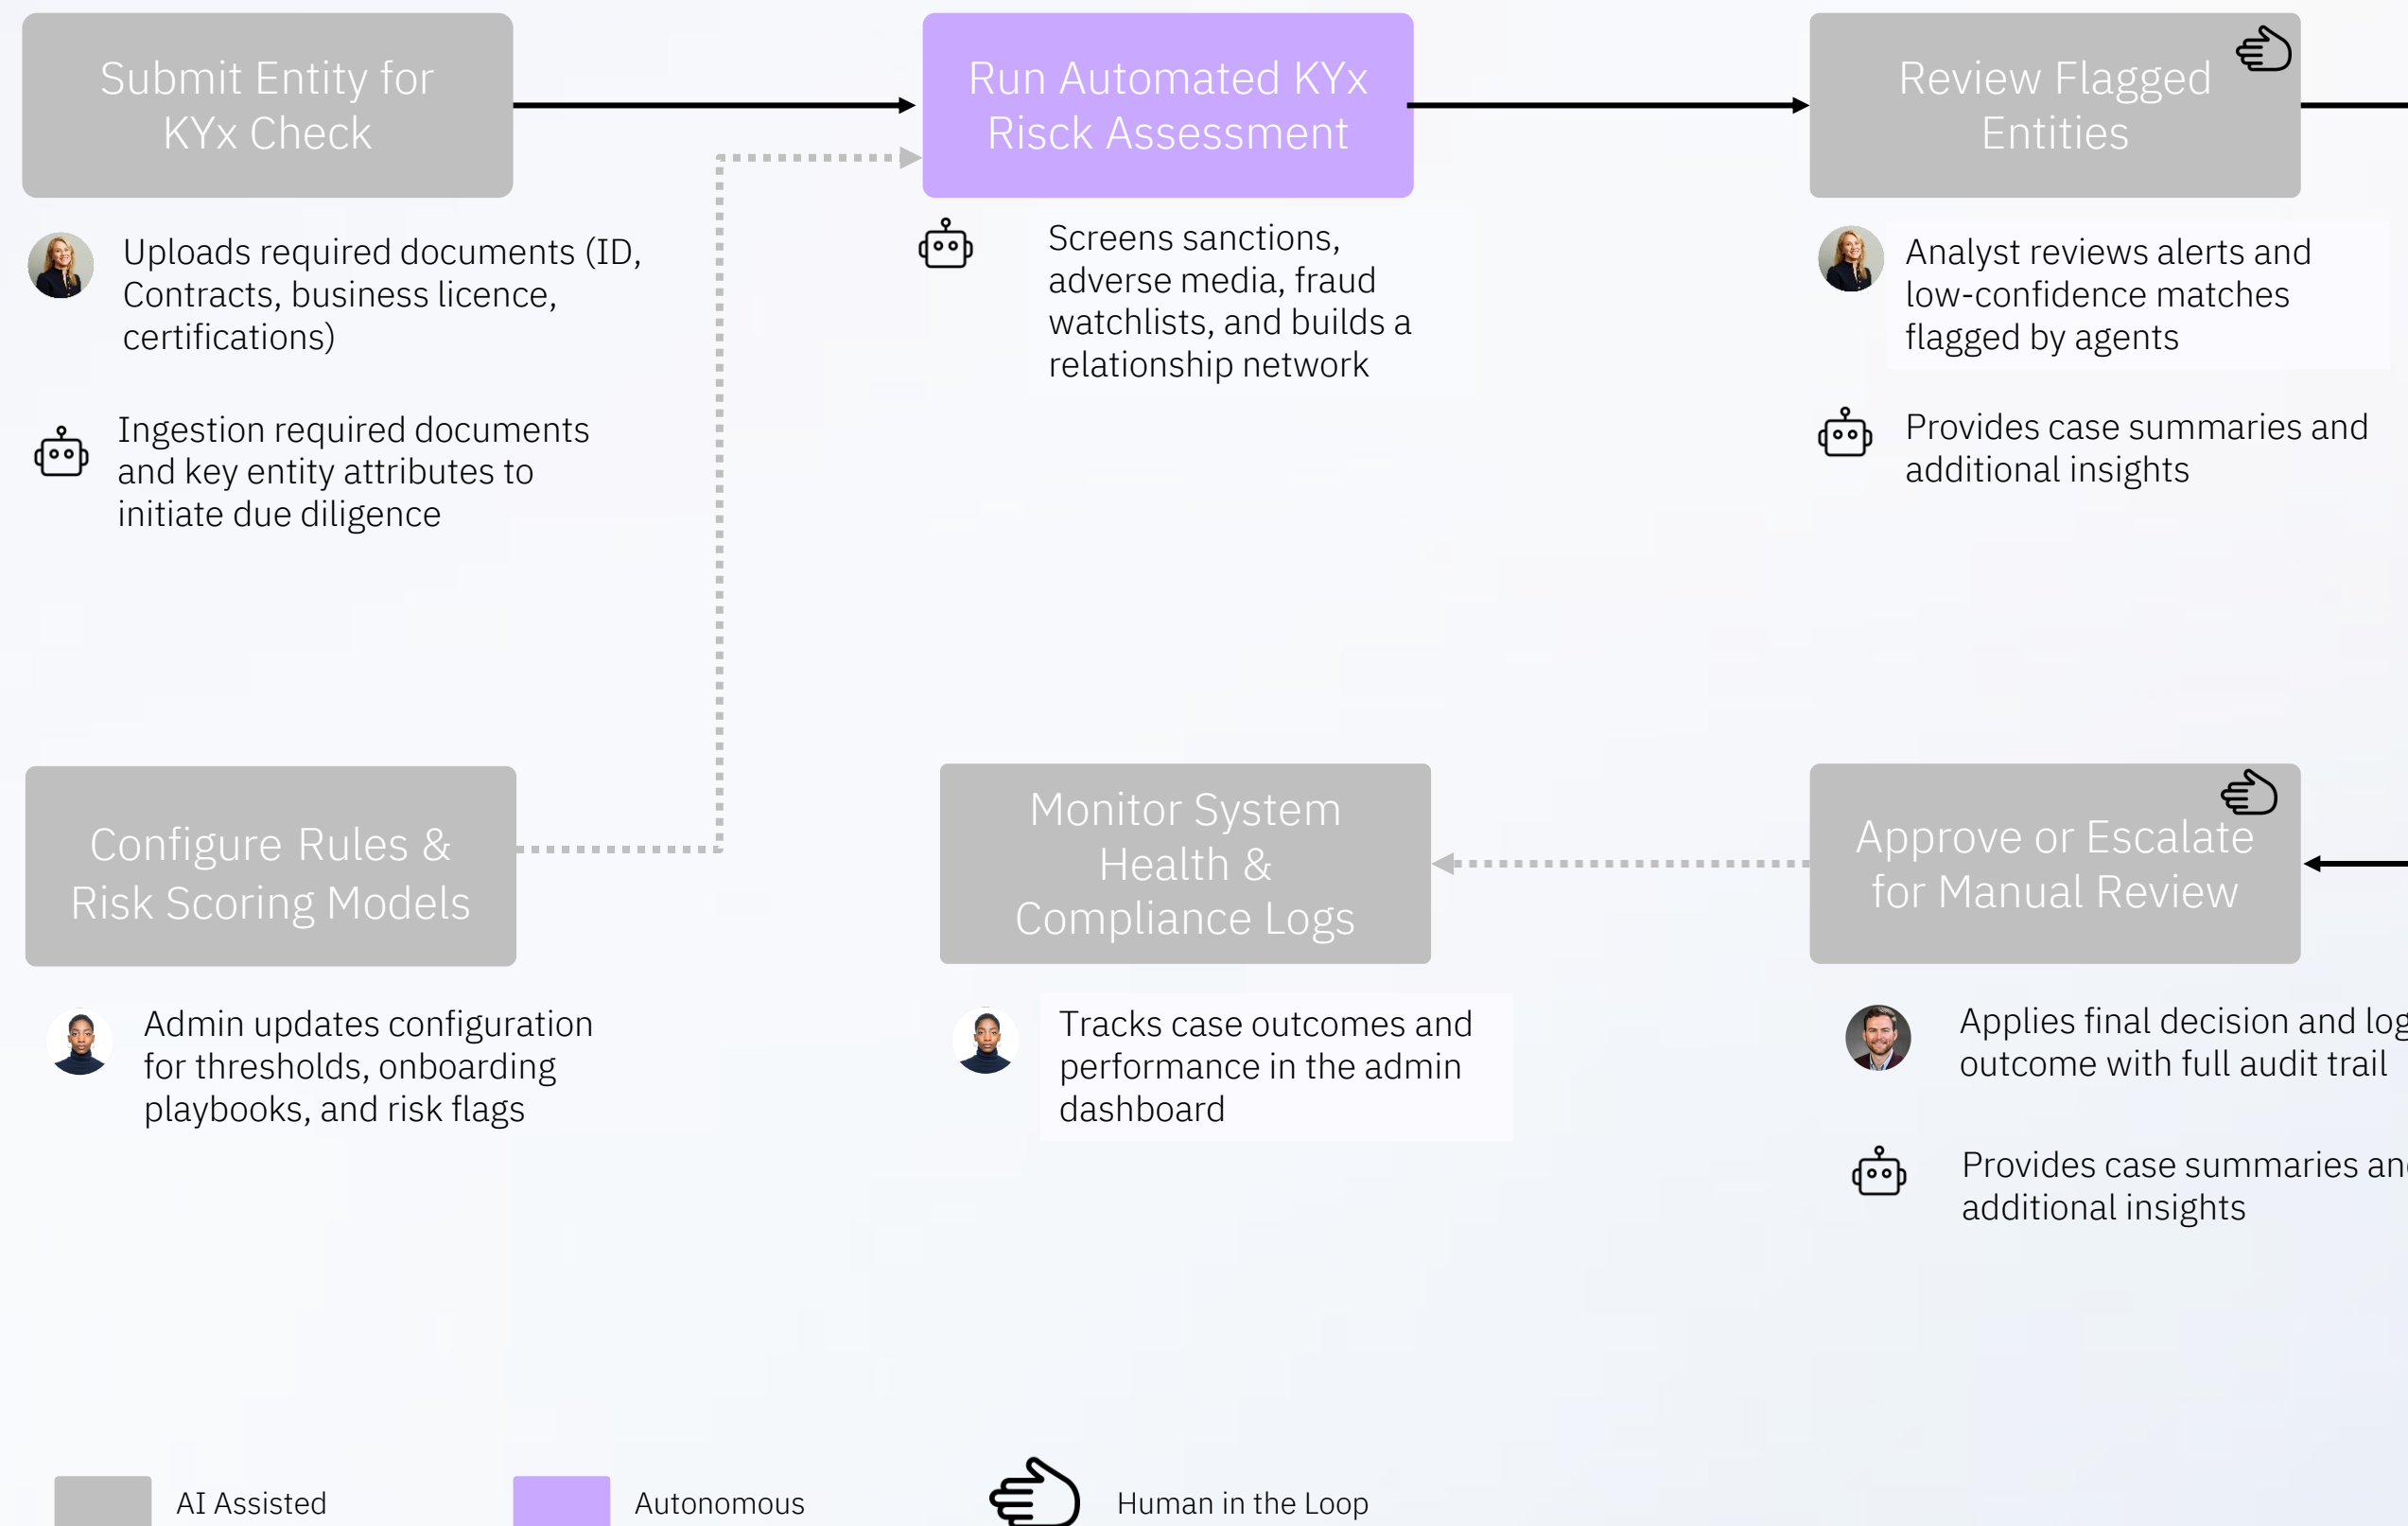 Submit Entity for
KYx Check
Run Automated KYx
Risck Assessment
Review Flagged
Entities
Uploads required documents (ID,
Contracts, business licence,
certifications)
Ingestion required documents
and key entity attributes to
initiate due diligence
Screens sanctions,
adverse media, fraud
watchlists, and builds a
relationship network
Analyst reviews alerts and
low-confidence matches
flagged by agents
Provides case summaries and
additional insights
Configure Rules &
Risk Scoring Models
Monitor System
Health &
Compliance Logs
Approve or Escalate
for Manual Review
Admin updates configuration
for thresholds, onboarding
playbooks, and risk flags
Tracks case outcomes and
performance in the admin
dashboard
Applies final decision and
outcome with full audit trail
Provides case summaries
additional insights
AI Assisted
Autonomous
Human in the Loop